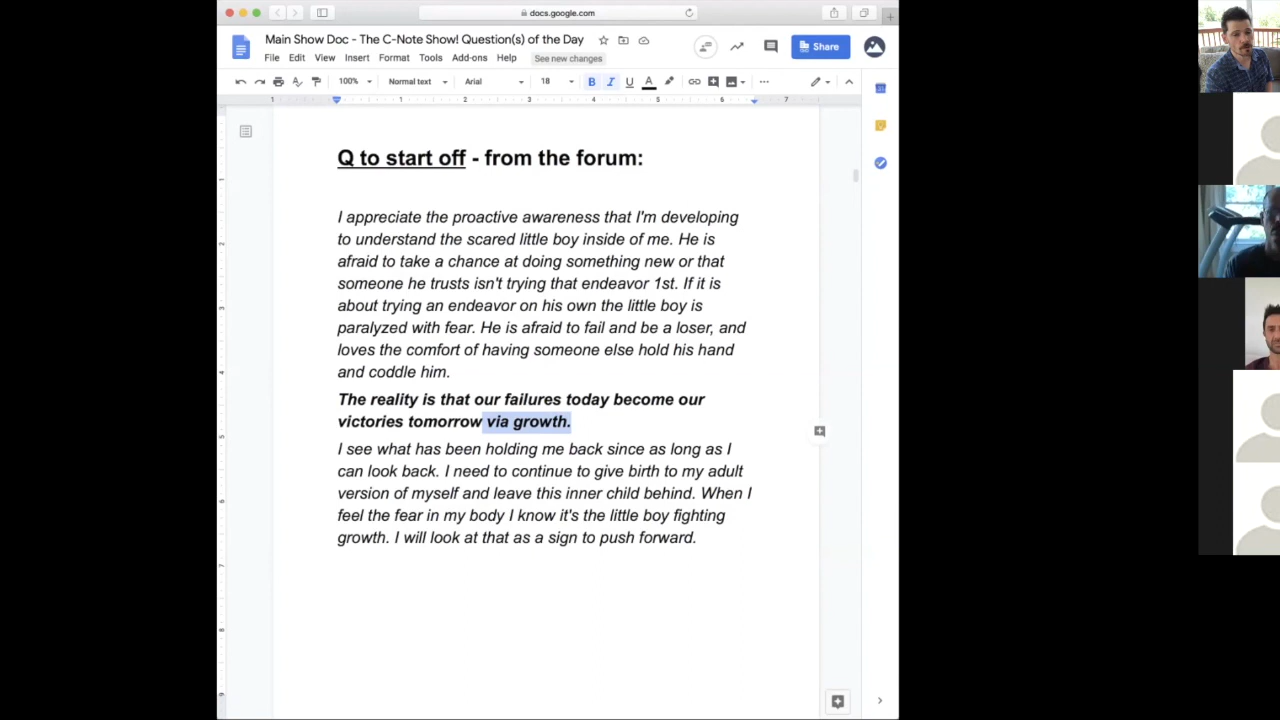 docs.google.com
Main Show Doc - The C-Note Show! Question(s) of the Day
Share
File Edit View Insert Format Tools Add-ons Help See new changes
100% Normal text Arial 18 B I U A
1 1 2 3 4 5 6 7
Q to start off - from the forum:
I appreciate the proactive awareness that I'm developing
to understand the scared little boy inside of me. He is
afraid to take a chance at doing something new or that
someone he trusts isn't trying that endeavor 1st. If it is
about trying an endeavor on his own the little boy is
paralyzed with fear. He is afraid to fail and be a loser, and
loves the comfort of having someone else hold his hand
and coddle him.
The reality is that our failures today become our
victories tomorrow via growth.
I see what has been holding me back since as long as I
can look back. I need to continue to give birth to my adult
version of myself and leave this inner child behind. When I
feel the fear in my body I know it's the little boy fighting
growth. I will look at that as a sign to push forward.